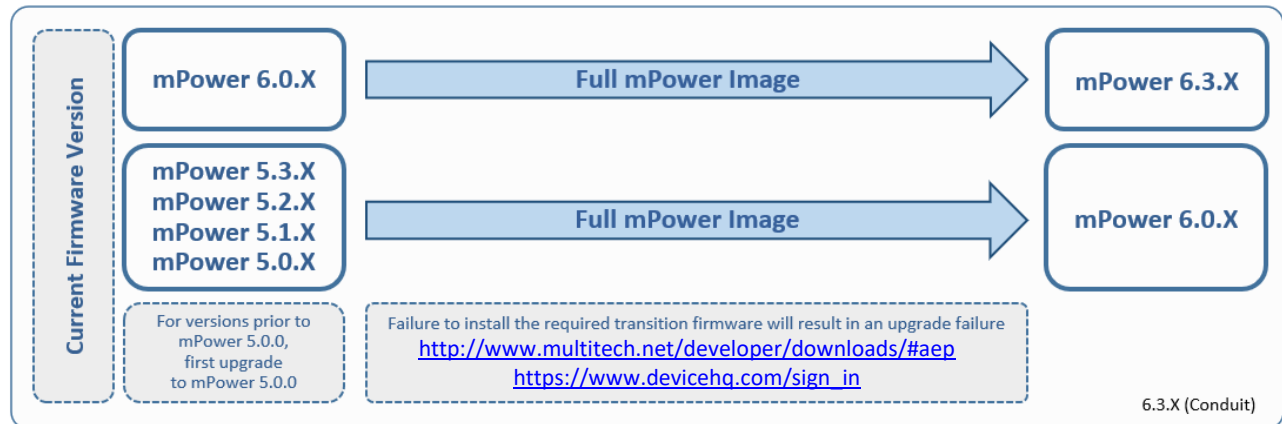 Current Firmware Version
mPower 6.0.X
Full mPower Image
mPower 6.3.X
mPower 5.3.X
mPower 5.2.X
mPower 5.1.X
mPower 5.0.X
Full mPower Image
mPower 6.0.X
For versions prior to
mPower 5.0.0,
first upgrade
to mPower 5.0.0
Failure to install the required transition firmware will result in an upgrade failure
http://www.multitech.net/developer/downloads/#aep
https://www.devicehq.com/sign_in
6.3.X (Conduit)